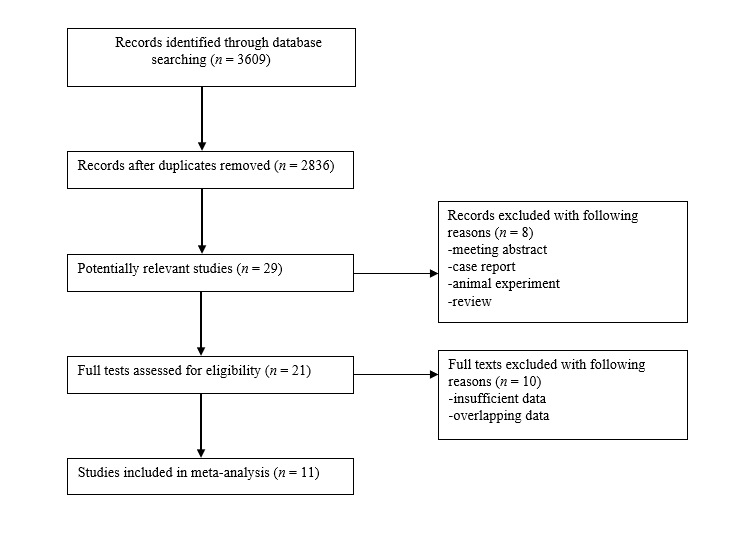 Records identified through database
searching (n = 3609)
Records after duplicates removed (n = 2836)
Potentially relevant studies (n = 29)
Records excluded with following
reasons (n = 8)
-meeting abstract
-case report
-animal experiment
-review
Full tests assessed for eligibility (n = 21)
Full texts excluded with following
reasons (n = 10)
-insufficient data
-overlapping data
Studies included in meta-analysis (n = 11)